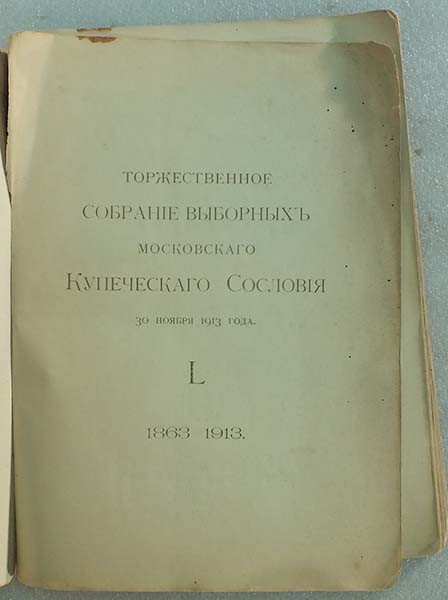 ТОРЖЕСТВЕННОЕ
СОБРАНІЕ ВЫБОРНЫХЪ
МОСКОВСКАГО
КУПЕЧЕСКАГО СОСЛОВІЯ
30 НОЯБРЯ 1913 ГОДА.
L
1863 1913.